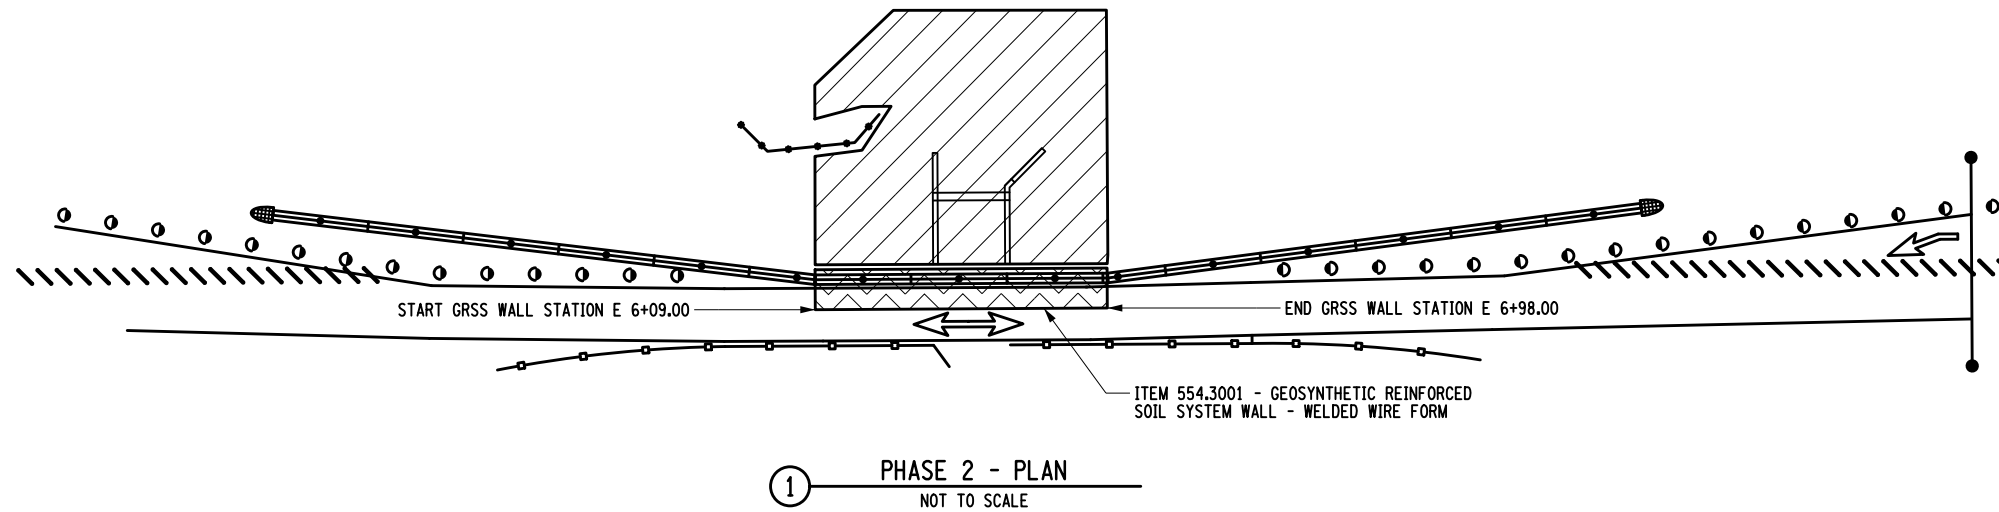 START GRSS WALL STATION E 6+09.00
END GRSS WALL STATION E 6+98.00
ITEM 554.3001 - GEOSYNTHETIC REINFORCED
SOIL SYSTEM WALL - WELDED WIRE FORM
1
PHASE 2 - PLAN
NOT TO SCALE